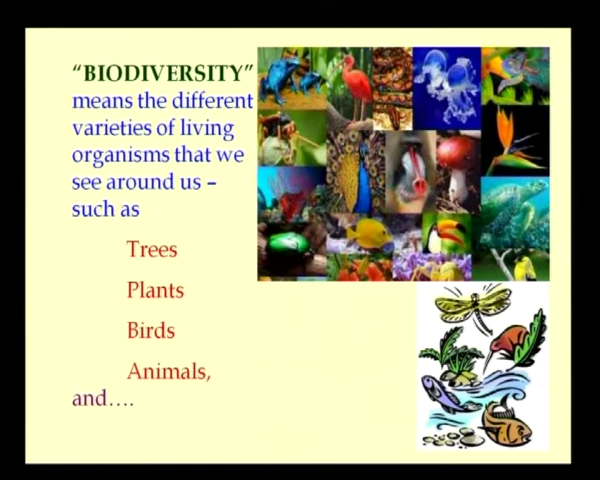 “BIODIVERSITY”
means the different
varieties of living
organisms that we
see around us –
such as
Trees
Plants
Birds
Animals,
and….